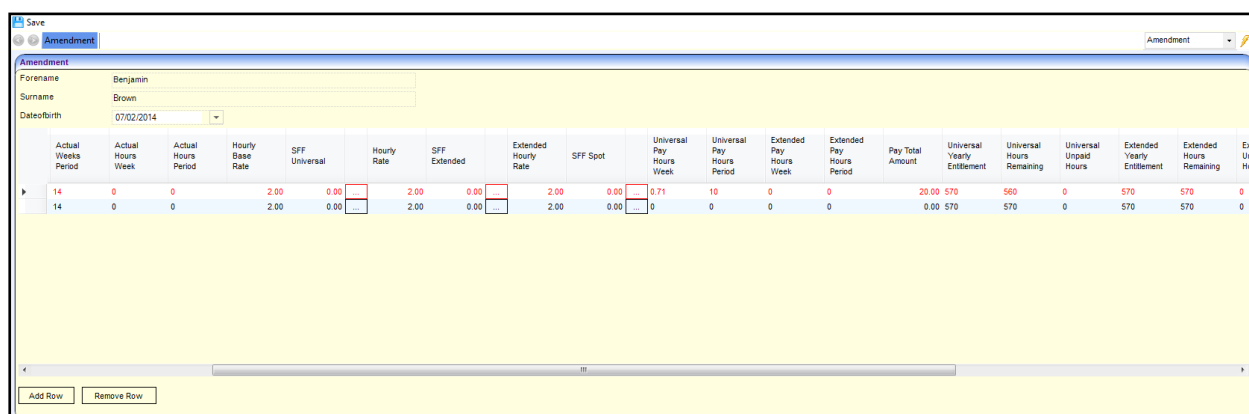 Save
Amendment Amendment
Amendment
Forename Benjamin
Surname Brown
Dateofbirth 07/02/2014
Actual Weeks Period Actual Hours Week Actual Hours Period Hourly Base Rate SFF Universal Hourly Rate SFF Extended Extended Hourly Rate SFF Spot Universal Pay Hours Week Universal Pay Hours Period Extended Pay Hours Week Extended Pay Hours Period Pay Total Amount Universal Yearly Entitlement Universal Hours Remaining Universal Unpaid Hours Extended Yearly Entitlement Extended Hours Remaining
14 0 0 2.00 0.00 ... 2.00 0.00 ... 2.00 0.00 ... 0.71 10 0 0 20.00 570 560 0 570 570 0
14 0 0 2.00 0.00 ... 2.00 0.00 ... 2.00 0.00 ... 0 0 0 0 0.00 570 570 0 570 570 0
Add Row Remove Row